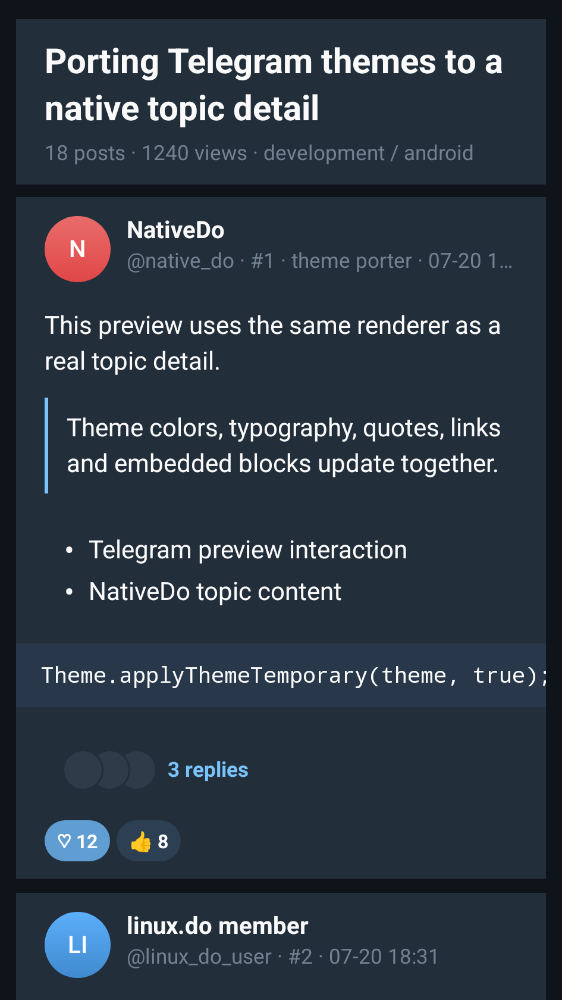 Porting Telegram themes to a
native topic detail
18 posts · 1240 views · development / android
N
NativeDo
@native_do · #1 · theme porter · 07-20 1…
This preview uses the same renderer as a
real topic detail.
Theme colors, typography, quotes, links
and embedded blocks update together.
• Telegram preview interaction
• NativeDo topic content
Theme.applyThemeTemporary(theme, true);
3 replies
♡ 12 👍 8
LI
linux.do member
@linux_do_user · #2 · 07-20 18:31